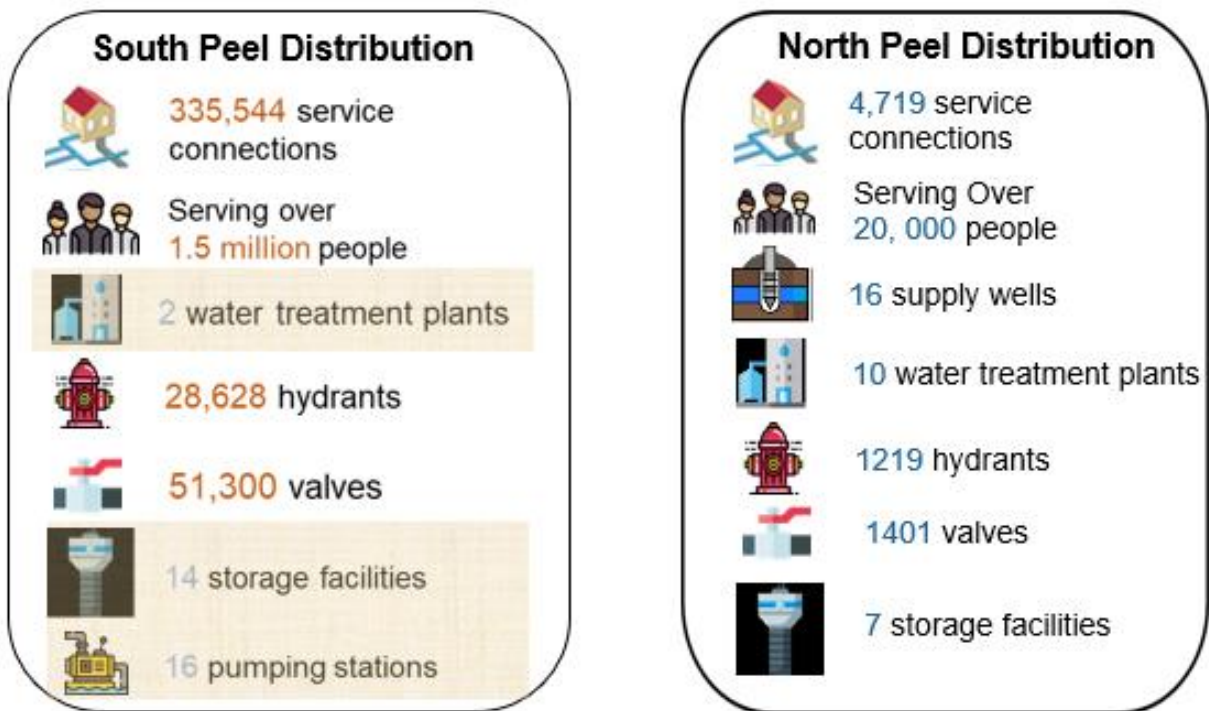 South Peel Distribution
335,544 service
connections
Serving over
1.5 million people
2 water treatment plants
28,628 hydrants
51,300 valves
14 storage facilities
16 pumping stations
North Peel Distribution
4,719 service
connections
Serving Over
20, 000 people
16 supply wells
10 water treatment plants
1219 hydrants
1401 valves
7 storage facilities